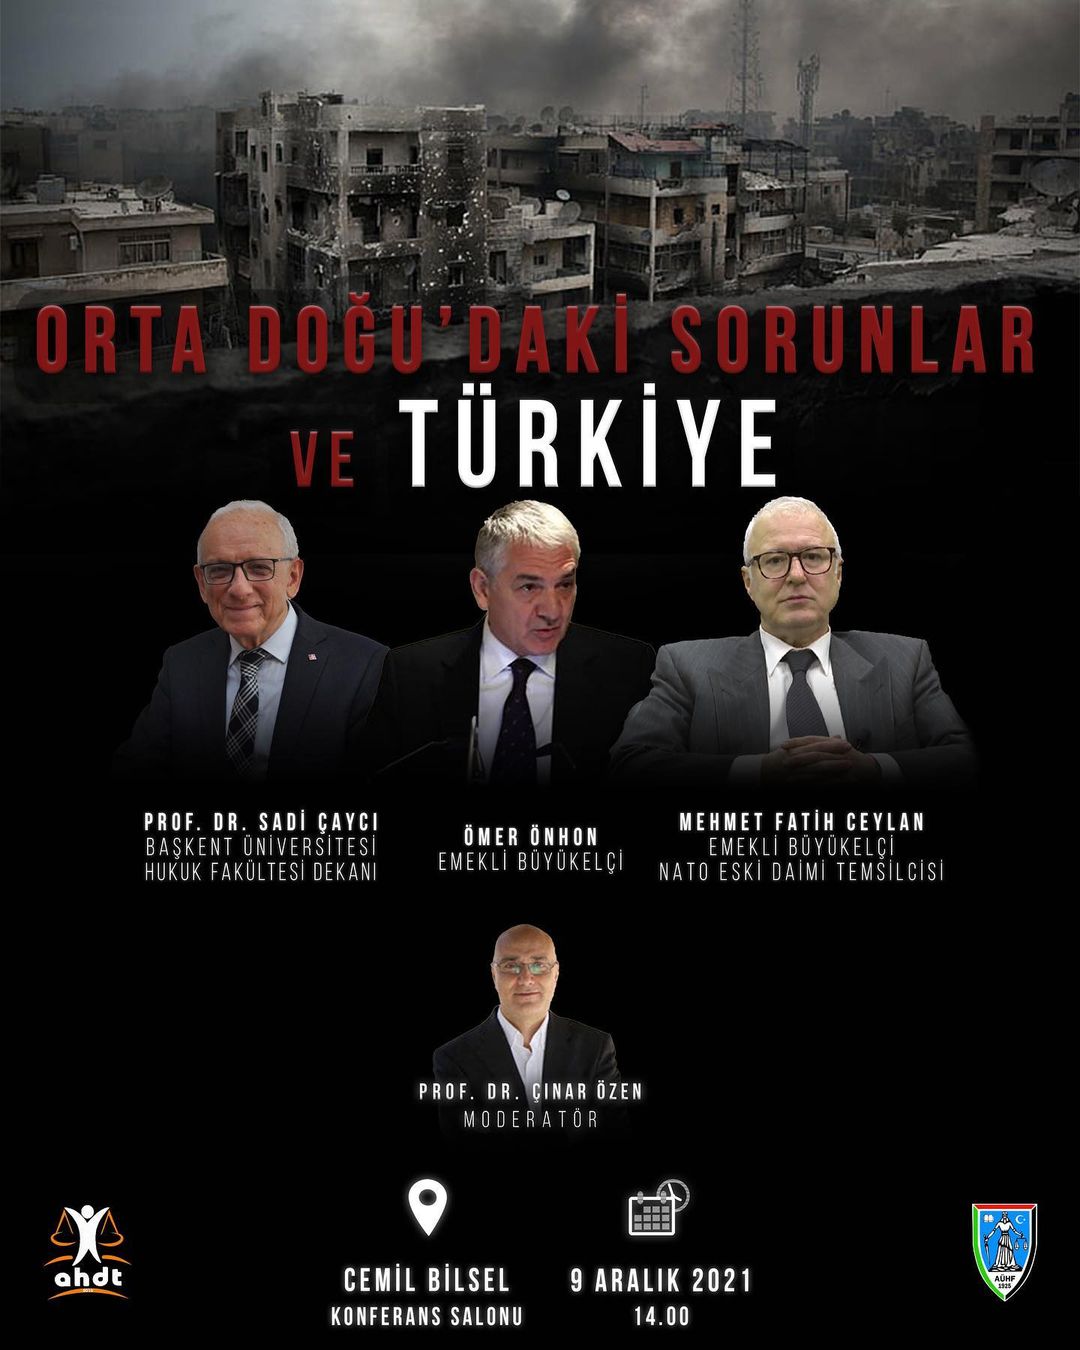 ORTA DOĞU'DAKİ SORUNLAR
VE TÜRKİYE
PROF. DR. SADİ ÇAYCI
BAŞKENT ÜNİVERSİTESİ
HUKUK FAKÜLTESİ DEKANI
ÖMER ÖNHON
EMEKLİ BÜYÜKELÇİ
MEHMET FATİH CEYLAN
EMEKLİ BÜYÜKELÇİ
NATO ESKİ DAİMİ TEMSİLCİSİ
PROF. DR. ÇINAR ÖZEN
MODERATÖR
CEMİL BİLSEL
KONFERANS SALONU
9 ARALIK 2021
14.00
ahdt
AÜHF
1925